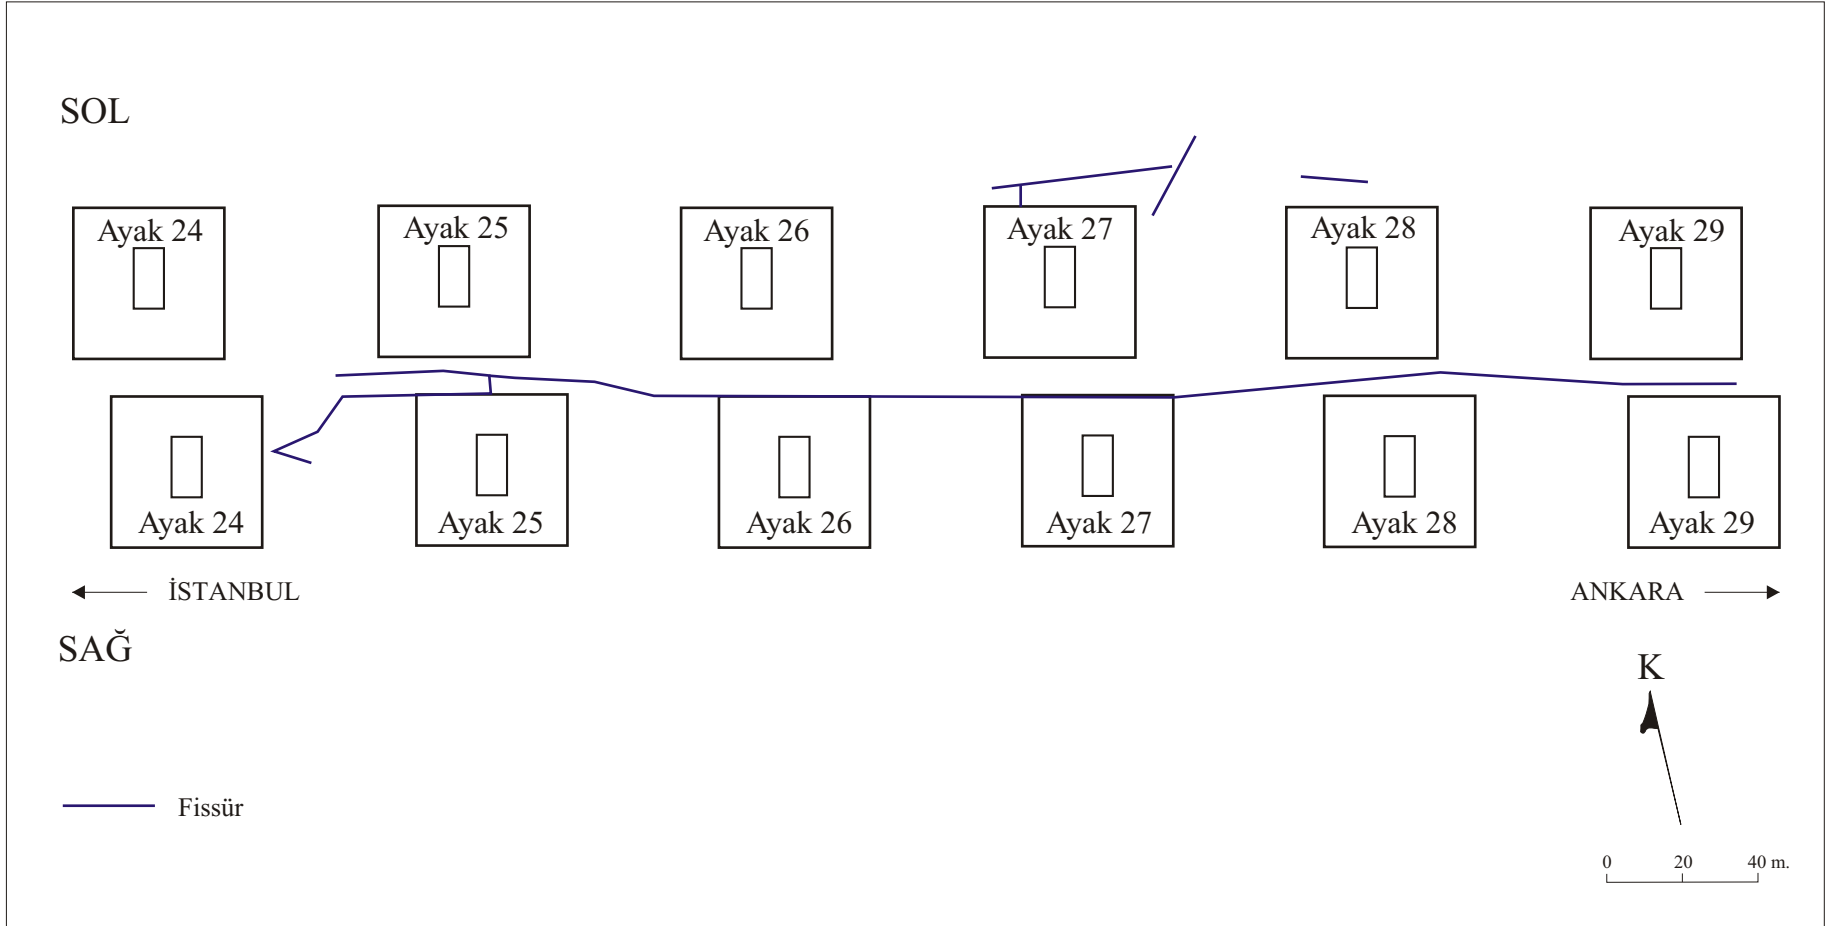 SOL
Ayak 24 Ayak 25 Ayak 26 Ayak 27 Ayak 28 Ayak 29
Ayak 24 Ayak 25 Ayak 26 Ayak 27 Ayak 28 Ayak 29
İSTANBUL ANKARA
SAĞ
K
Fissür
0 20 40 m.